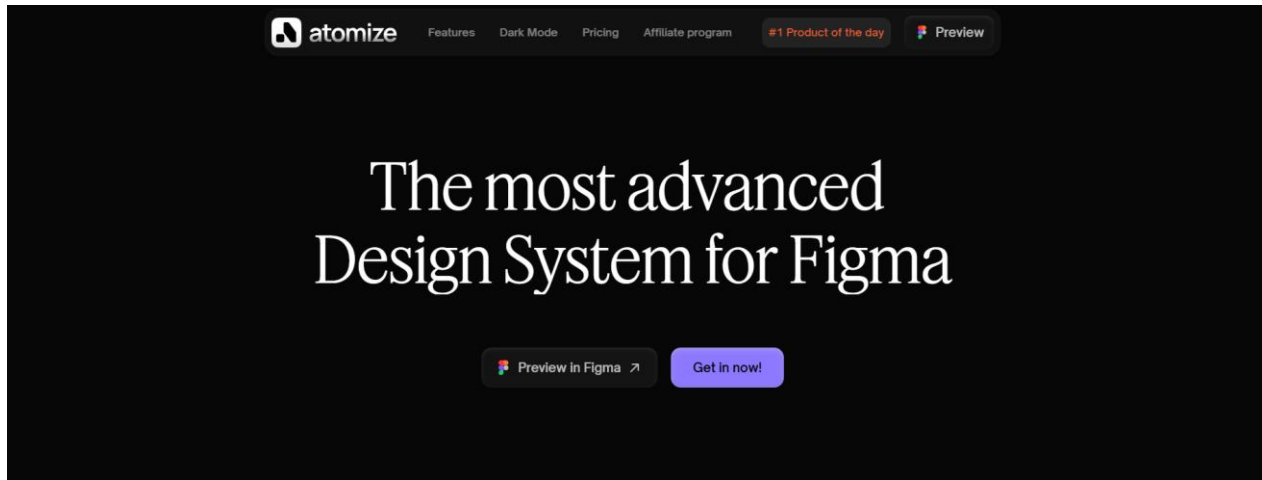 atomize Features Dark Mode Pricing Affiliate program #1 Product of the day Preview
The most advanced
Design System for Figma
Preview in Figma ↗ Get in now!